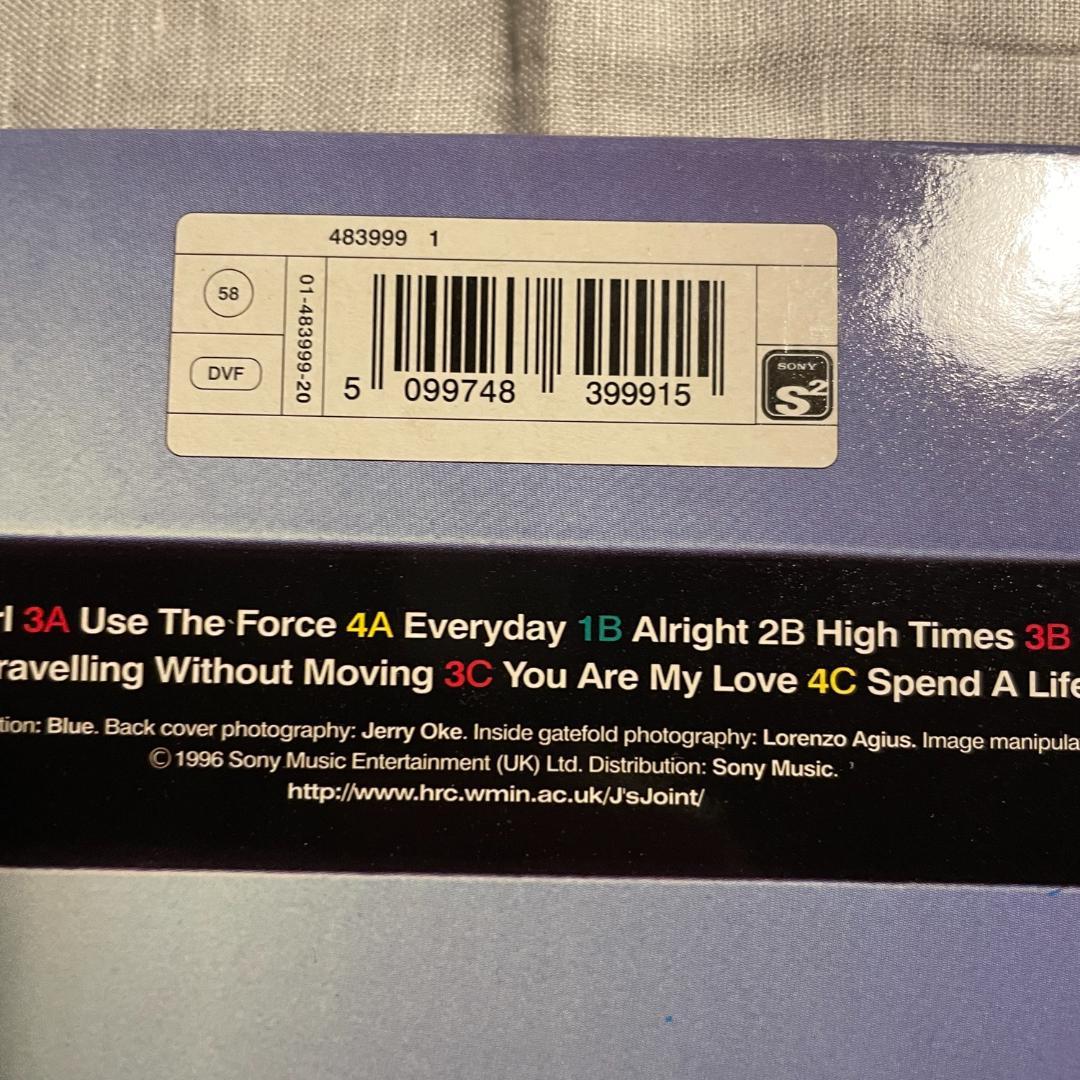 483999 1
58
DVF
01-483999-20
5 099748 399915
SONY
S2
3A Use The Force 4A Everyday 1B Alright 2B High Times 3B
ravelling Without Moving 3C You Are My Love 4C Spend A Life
tion: Blue. Back cover photography: Jerry Oke. Inside gatefold photography: Lorenzo Agius. Image manipula
© 1996 Sony Music Entertainment (UK) Ltd. Distribution: Sony Music.
http://www.hrc.wmin.ac.uk/J'sJoint/